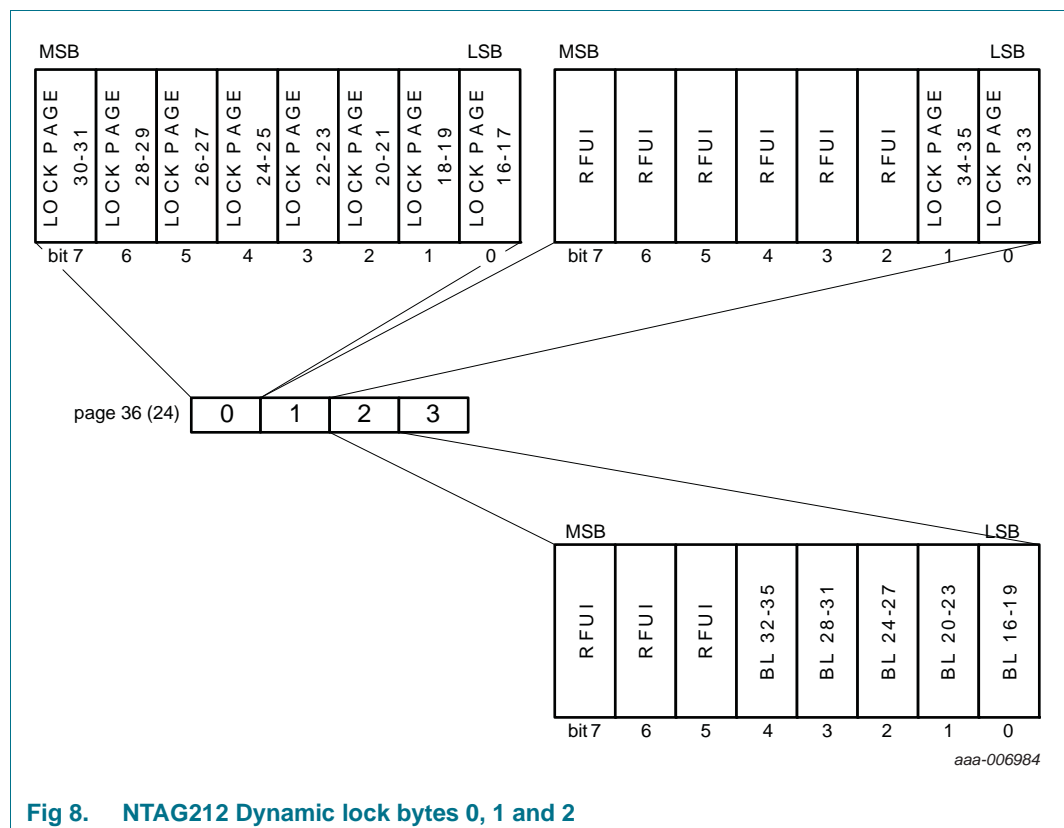 MSB LSB
LOCK PAGE 30-31
LOCK PAGE 28-29
LOCK PAGE 26-27
LOCK PAGE 24-25
LOCK PAGE 22-23
LOCK PAGE 20-21
LOCK PAGE 18-19
LOCK PAGE 16-17
bit 7 6 5 4 3 2 1 0
MSB LSB
RFUI
RFUI
RFUI
RFUI
RFUI
RFUI
LOCK PAGE 34-35
LOCK PAGE 32-33
bit 7 6 5 4 3 2 1 0
page 36 (24) 0 1 2 3
MSB LSB
RFUI
RFUI
RFUI
BL 32-35
BL 28-31
BL 24-27
BL 20-23
BL 16-19
bit 7 6 5 4 3 2 1 0
aaa-006984
Fig 8. NTAG212 Dynamic lock bytes 0, 1 and 2